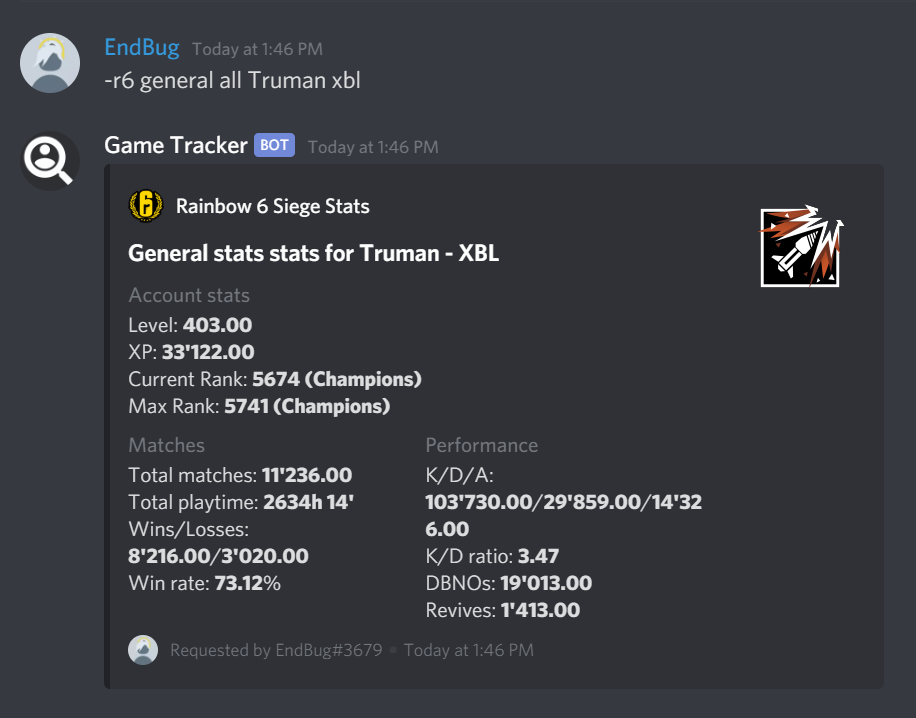 EndBug Today at 1:46 PM
-r6 general all Truman xbl
Game Tracker BOT Today at 1:46 PM
6 Rainbow 6 Siege Stats
General stats stats for Truman - XBL
Account stats
Level: 403.00
XP: 33'122.00
Current Rank: 5674 (Champions)
Max Rank: 5741 (Champions)
Matches
Total matches: 11'236.00
Total playtime: 2634h 14'
Wins/Losses:
8'216.00/3'020.00
Win rate: 73.12%
Performance
K/D/A:
103'730.00/29'859.00/14'32
6.00
K/D ratio: 3.47
DBNOs: 19'013.00
Revives: 1'413.00
Requested by EndBug#3679 • Today at 1:46 PM